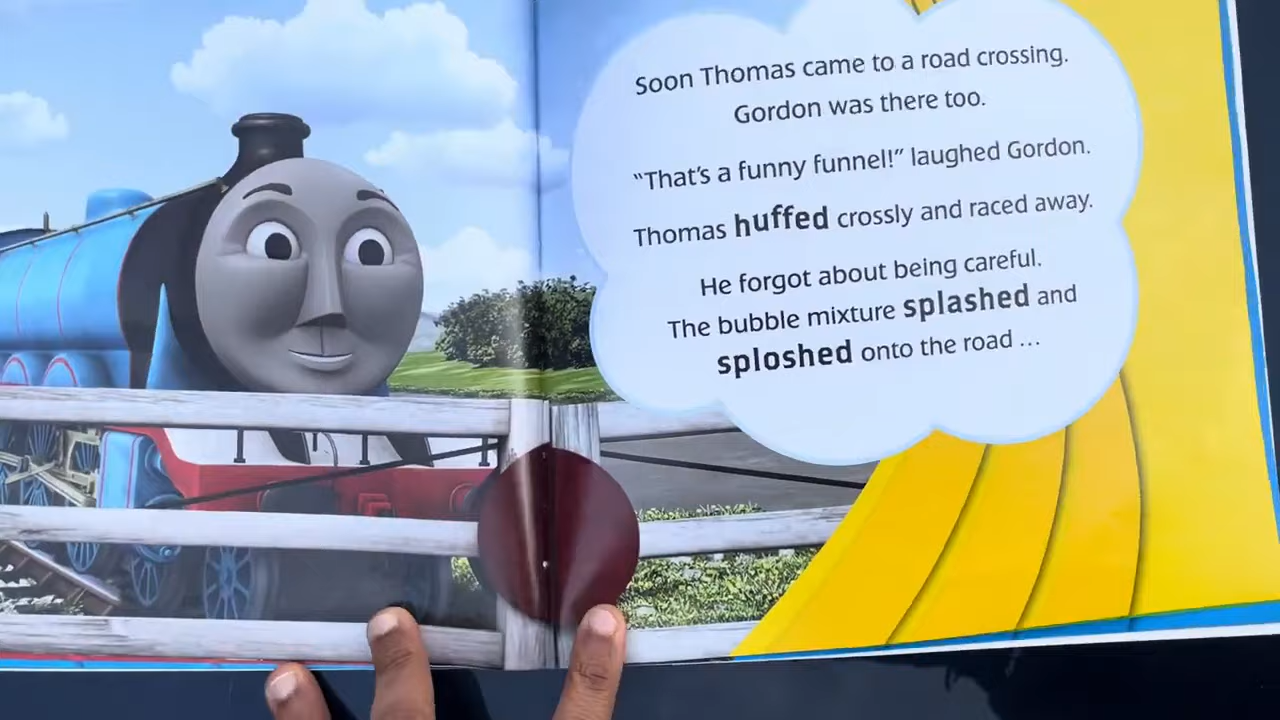 Soon Thomas came to a road crossing.
Gordon was there too.
“That’s a funny funnel!” laughed Gordon.
Thomas huffed crossly and raced away.
He forgot about being careful.
The bubble mixture splashed and
sploshed onto the road ...